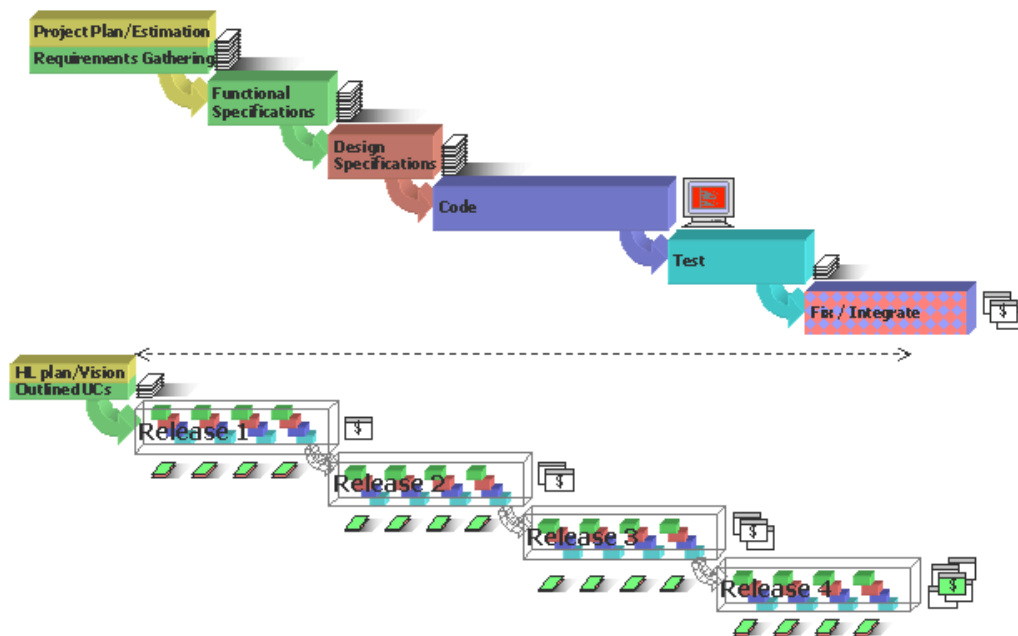 Project Plan/Estimation
Requirements Gathering
Functional
Specifications
Design
Specifications
Code
Test
Fix / Integrate
$
HL plan/Vision
Outlined UCs
Release 1
$
Release 2
$
Release 3
$
Release 4
$